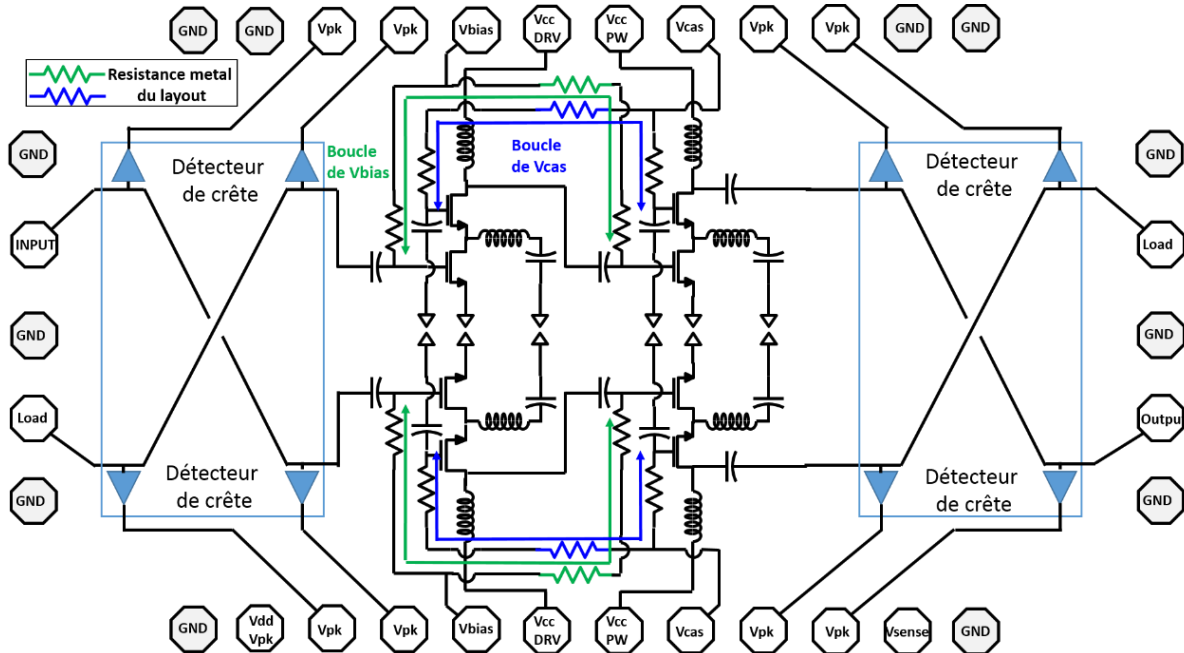 GND
GND
Vpk
Vpk
Vbias
Vcc
DRV
Vcc
PW
Vcas
Vpk
Vpk
GND
GND
Resistance metal
du layout
GND
Détecteur
de crête
Boucle
de Vbias
Boucle
de Vcas
Détecteur
de crête
GND
INPUT
Load
GND
GND
Load
Outpu
Détecteur
de crête
Détecteur
de crête
GND
GND
GND
Vdd
Vpk
Vpk
Vpk
Vbias
Vcc
DRV
Vcc
PW
Vcas
Vpk
Vpk
Vsense
GND